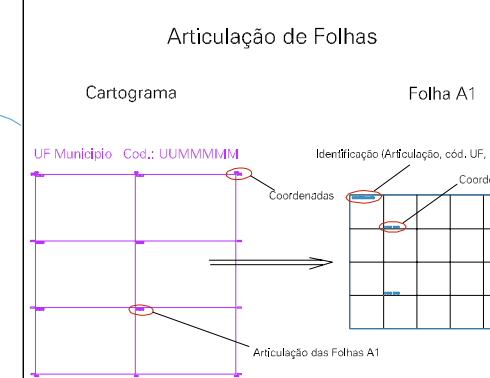 Articulação de Folhas
Cartograma
Folha A1
UF Municipio Cod.: UUMMMMM
Identificação (Articulação, cód. UF,
Coordenadas
Coord
Articulação das Folhas A1